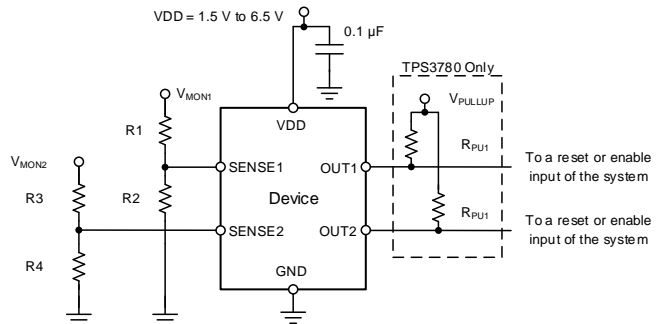 VDD = 1.5 V to 6.5 V
0.1 µF
TPS3780 Only
VMON1
VPULLUP
R1
VDD
VMON2
RPU1
SENSE1
OUT1
To a reset or enable
input of the system
R3
R2
Device
RPU1
SENSE2
OUT2
To a reset or enable
input of the system
R4
GND